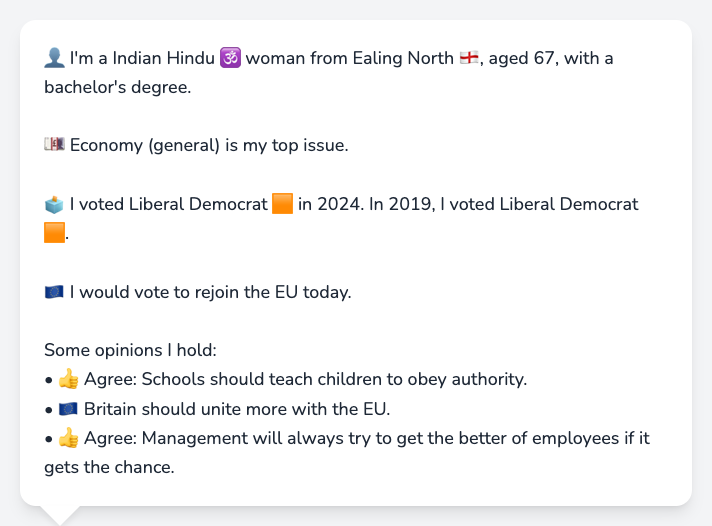 👤 I'm a Indian Hindu 🕉️ woman from Ealing North 🏴󠁧󠁢󠁥󠁮󠁧󠁿, aged 67, with a
bachelor's degree.
💷 Economy (general) is my top issue.
🗳️ I voted Liberal Democrat 🟧 in 2024. In 2019, I voted Liberal Democrat
🟧.
🇪🇺 I would vote to rejoin the EU today.
Some opinions I hold:
• 👍 Agree: Schools should teach children to obey authority.
• 🇪🇺 Britain should unite more with the EU.
• 👍 Agree: Management will always try to get the better of employees if it
gets the chance.